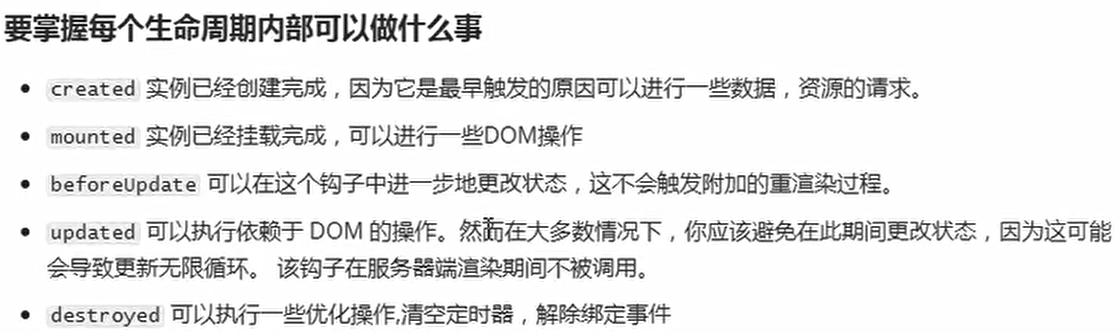 要掌握每个生命周期内部可以做什么事
created 实例已经创建完成，因为它是最早触发的原因可以进行一些数据，资源的请求。
mounted 实例已经挂载完成，可以进行一些DOM操作
beforeUpdate 可以在这个钩子中进一步地更改状态，这不会触发附加的重渲染过程。
updated 可以执行依赖于 DOM 的操作。然而在大多数情况下，你应该避免在此期间更改状态，因为这可能
会导致更新无限循环。 该钩子在服务器端渲染期间不被调用。
destroyed 可以执行一些优化操作,清空定时器，解除绑定事件